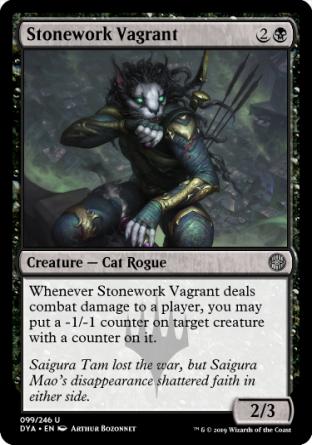 Stonework Vagrant 2
Creature — Cat Rogue
Whenever Stonework Vagrant deals
combat damage to a player, you may
put a -1/-1 counter on target creature
with a counter on it.
Saigura Tam lost the war, but Saigura
Mao's disappearance shattered faith in
either side.
2/3
099/246 U
DYA • EN Arthur Bozonnet
™ & © 2019 Wizards of the Coast